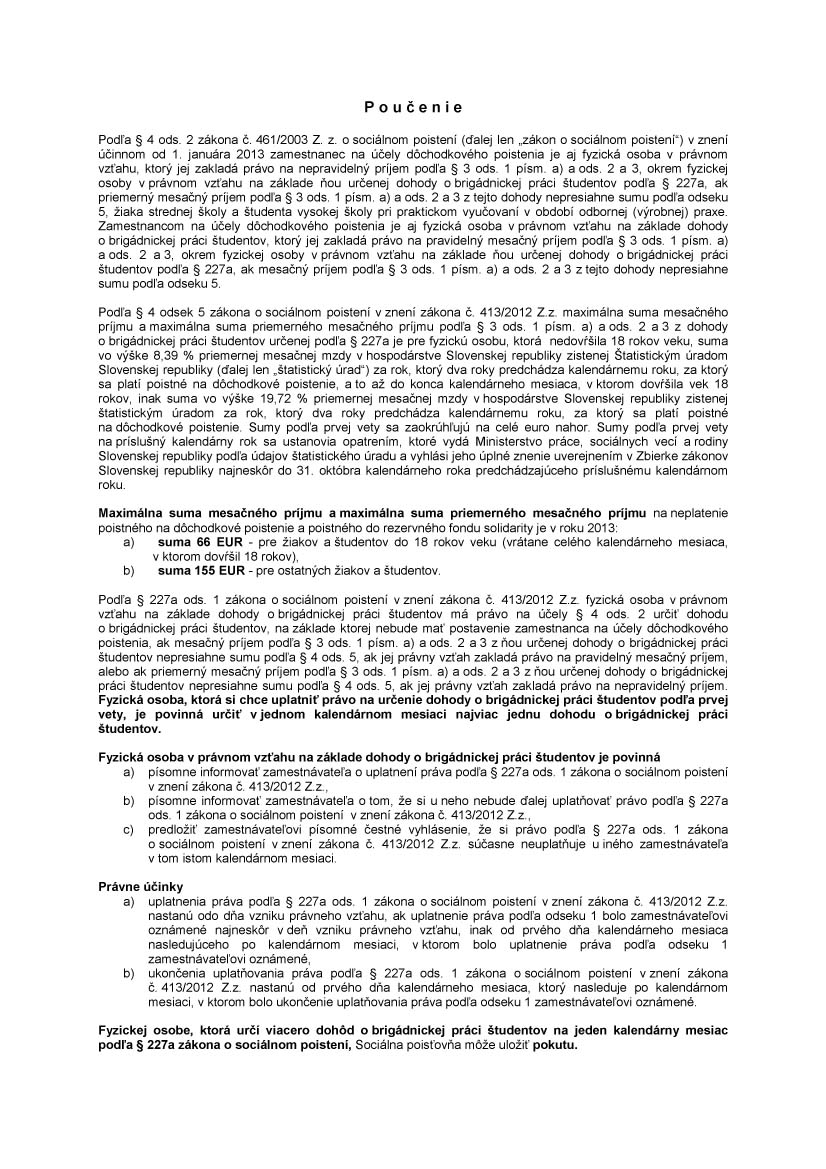 P o u č e n i e
Podľa § 4 ods. 2 zákona č. 461/2003 Z. z. o sociálnom poistení (ďalej len „zákon o sociálnom poistení“) v znení
účinnom od 1. januára 2013 zamestnanec na účely dôchodkového poistenia je aj fyzická osoba v právnom
vzťahu, ktorý jej zakladá právo na nepravidelný príjem podľa § 3 ods. 1 písm. a) a ods. 2 a 3, okrem fyzickej
osoby v právnom vzťahu na základe ňou určenej dohody o brigádnickej práci študentov podľa § 227a, ak
priemerný mesačný príjem podľa § 3 ods. 1 písm. a) a ods. 2 a 3 z tejto dohody nepresiahne sumu podľa odseku
5, žiaka strednej školy a študenta vysokej školy pri praktickom vyučovaní v období odbornej (výrobnej) praxe.
Zamestnancom na účely dôchodkového poistenia je aj fyzická osoba v právnom vzťahu na základe dohody
o brigádnickej práci študentov, ktorý jej zakladá právo na pravidelný mesačný príjem podľa § 3 ods. 1 písm. a)
a ods. 2 a 3, okrem fyzickej osoby v právnom vzťahu na základe ňou určenej dohody o brigádnickej práci
študentov podľa § 227a, ak mesačný príjem podľa § 3 ods. 1 písm. a) a ods. 2 a 3 z tejto dohody nepresiahne
sumu podľa odseku 5.
Podľa § 4 odsek 5 zákona o sociálnom poistení v znení zákona č. 413/2012 Z.z. maximálna suma mesačného
príjmu a maximálna suma priemerného mesačného príjmu podľa § 3 ods. 1 písm. a) a ods. 2 a 3 z dohody
o brigádnickej práci študentov určenej podľa § 227a je pre fyzickú osobu, ktorá nedovŕšila 18 rokov veku, suma
vo výške 8,39 % priemernej mesačnej mzdy v hospodárstve Slovenskej republiky zistenej Štatistickým úradom
Slovenskej republiky (ďalej len „štatistický úrad“) za rok, ktorý dva roky predchádza kalendárnemu roku, za ktorý
sa platí poistné na dôchodkové poistenie, a to až do konca kalendárneho mesiaca, v ktorom dovŕšila vek 18
rokov, inak suma vo výške 19,72 % priemernej mesačnej mzdy v hospodárstve Slovenskej republiky zistenej
štatistickým úradom za rok, ktorý dva roky predchádza kalendárnemu roku, za ktorý sa platí poistné
na dôchodkové poistenie. Sumy podľa prvej vety sa zaokrúhľujú na celé euro nahor. Sumy podľa prvej vety
na príslušný kalendárny rok sa ustanovia opatrením, ktoré vydá Ministerstvo práce, sociálnych vecí a rodiny
Slovenskej republiky podľa údajov štatistického úradu a vyhlási jeho úplné znenie uverejnením v Zbierke zákonov
Slovenskej republiky najneskôr do 31. októbra kalendárneho roka predchádzajúceho príslušnému kalendárnom
roku.
Maximálna suma mesačného príjmu a maximálna suma priemerného mesačného príjmu na neplatenie
poistného na dôchodkové poistenie a poistného do rezervného fondu solidarity je v roku 2013:
a) suma 66 EUR - pre žiakov a študentov do 18 rokov veku (vrátane celého kalendárneho mesiaca,
v ktorom dovŕšil 18 rokov),
b) suma 155 EUR - pre ostatných žiakov a študentov.
Podľa § 227a ods. 1 zákona o sociálnom poistení v znení zákona č. 413/2012 Z.z. fyzická osoba v právnom
vzťahu na základe dohody o brigádnickej práci študentov má právo na účely § 4 ods. 2 určiť dohodu
o brigádnickej práci študentov, na základe ktorej nebude mať postavenie zamestnanca na účely dôchodkového
poistenia, ak mesačný príjem podľa § 3 ods. 1 písm. a) a ods. 2 a 3 z ňou určenej dohody o brigádnickej práci
študentov nepresiahne sumu podľa § 4 ods. 5, ak jej právny vzťah zakladá právo na pravidelný mesačný príjem,
alebo ak priemerný mesačný príjem podľa § 3 ods. 1 písm. a) a ods. 2 a 3 z ňou určenej dohody o brigádnickej
práci študentov nepresiahne sumu podľa § 4 ods. 5, ak jej právny vzťah zakladá právo na nepravidelný príjem.
Fyzická osoba, ktorá si chce uplatniť právo na určenie dohody o brigádnickej práci študentov podľa prvej
vety, je povinná určiť v jednom kalendárnom mesiaci najviac jednu dohodu o brigádnickej práci
študentov.
Fyzická osoba v právnom vzťahu na základe dohody o brigádnickej práci študentov je povinná
a) písomne informovať zamestnávateľa o uplatnení práva podľa § 227a ods. 1 zákona o sociálnom poistení
v znení zákona č. 413/2012 Z.z.,
b) písomne informovať zamestnávateľa o tom, že si u neho nebude ďalej uplatňovať právo podľa § 227a
ods. 1 zákona o sociálnom poistení v znení zákona č. 413/2012 Z.z.,
c) predložiť zamestnávateľovi písomné čestné vyhlásenie, že si právo podľa § 227a ods. 1 zákona
o sociálnom poistení v znení zákona č. 413/2012 Z.z. súčasne neuplatňuje u iného zamestnávateľa
v tom istom kalendárnom mesiaci.
Právne účinky
a) uplatnenia práva podľa § 227a ods. 1 zákona o sociálnom poistení v znení zákona č. 413/2012 Z.z.
nastanú odo dňa vzniku právneho vzťahu, ak uplatnenie práva podľa odseku 1 bolo zamestnávateľovi
oznámené najneskôr v deň vzniku právneho vzťahu, inak od prvého dňa kalendárneho mesiaca
nasledujúceho po kalendárnom mesiaci, v ktorom bolo uplatnenie práva podľa odseku 1
zamestnávateľovi oznámené,
b) ukončenia uplatňovania práva podľa § 227a ods. 1 zákona o sociálnom poistení v znení zákona
č. 413/2012 Z.z. nastanú od prvého dňa kalendárneho mesiaca, ktorý nasleduje po kalendárnom
mesiaci, v ktorom bolo ukončenie uplatňovania práva podľa odseku 1 zamestnávateľovi oznámené.
Fyzickej osobe, ktorá určí viacero dohôd o brigádnickej práci študentov na jeden kalendárny mesiac
podľa § 227a zákona o sociálnom poistení, Sociálna poisťovňa môže uložiť pokutu.